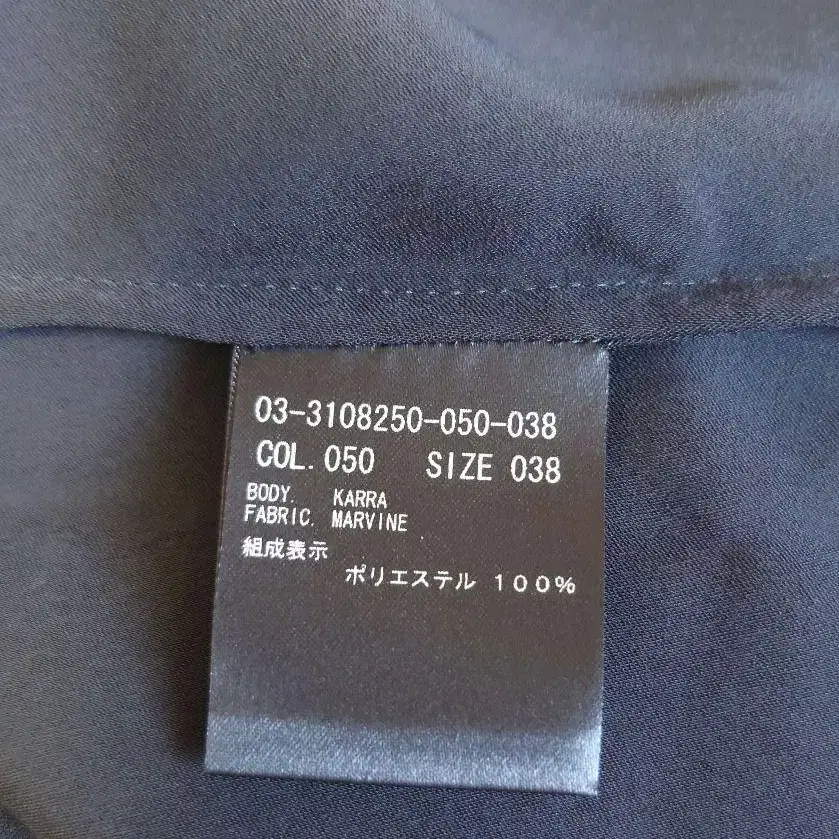 03-3108250-050-038
COL. 050 SIZE 038
BODY. KARRA
FABRIC. MARVINE
組成表示
ポリエステル 100%